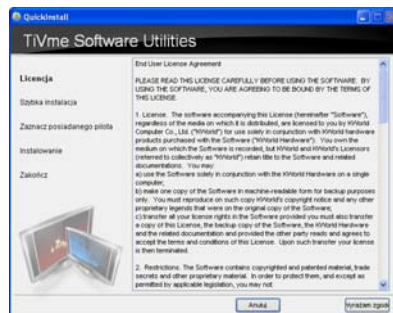 QuickInstall
TiVme Software Utilities
Licencja
Szybka instalacja
Zaznacz posiadanego pilota
Instalowanie
Zakończ
End User License Agreement
PLEASE READ THIS LICENSE CAREFULLY BEFORE USING THE SOFTWARE. BY
USING THE SOFTWARE, YOU ARE AGREEING TO BE BOUND BY THE TERMS OF
THIS LICENSE.
1. License. The software accompanying this License (hereinafter "Software"),
regardless of the media on which it is distributed, are licensed to you by KWorld
Computer Co., Ltd. ("KWorld") for use solely in conjunction with KWorld hardware
products purchased with the Software ("KWorld Hardware"). You own the
medium on which the Software is recorded, but KWorld and KWorld's Licensors
(referred to collectively as "KWorld") retain title to the Software and related
documentations. You may:
a) use the Software solely in conjunction with the KWorld Hardware on a single
computer;
b) make one copy of the Software in machine-readable form for backup purposes
only. You must reproduce on such copy KWorld's copyright notice and any other
proprietary legends that were on the original copy of the Software;
c) transfer all your license rights in the Software provided you must also transfer
a copy of this License, the backup copy of the Software, the KWorld Hardware
and the related documentation and provided the other party reads and agrees to
accept the terms and conditions of this License. Upon such transfer your license
is then terminated.
2. Restrictions. The Software contains copyrighted and patented material, trade
secrets and other proprietary material. In order to protect them, and except as
permitted by applicable legislation, you may not:
Anuluj
Wyrażam zgodę